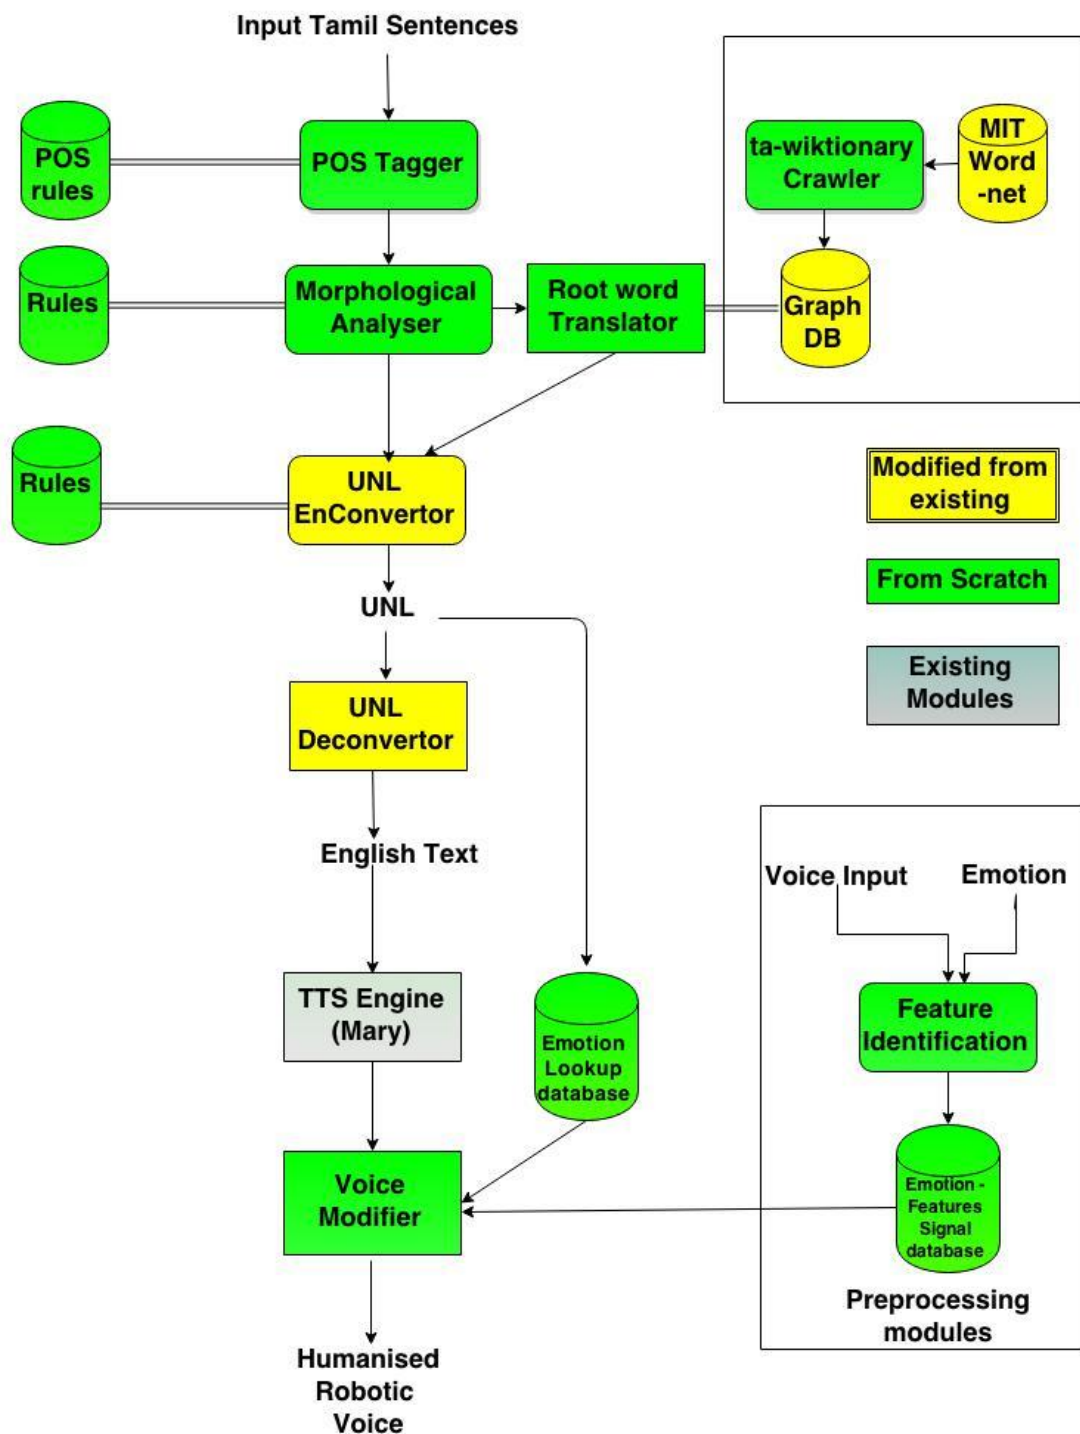 Input Tamil Sentences
POS
rules
POS Tagger
ta-wiktionary
Crawler
MIT
Word
-net
Rules
Morphological
Analyser
Root word
Translator
Graph
DB
Rules
UNL
EnConvertor
Modified from
existing
From Scratch
Existing
Modules
UNL
UNL
Deconvertor
English Text
Voice Input
Emotion
TTS Engine
(Mary)
Emotion
Lookup
database
Feature
Identification
Voice
Modifier
Emotion -
Features
Signal
database
Preprocessing
modules
Humanised
Robotic
Voice